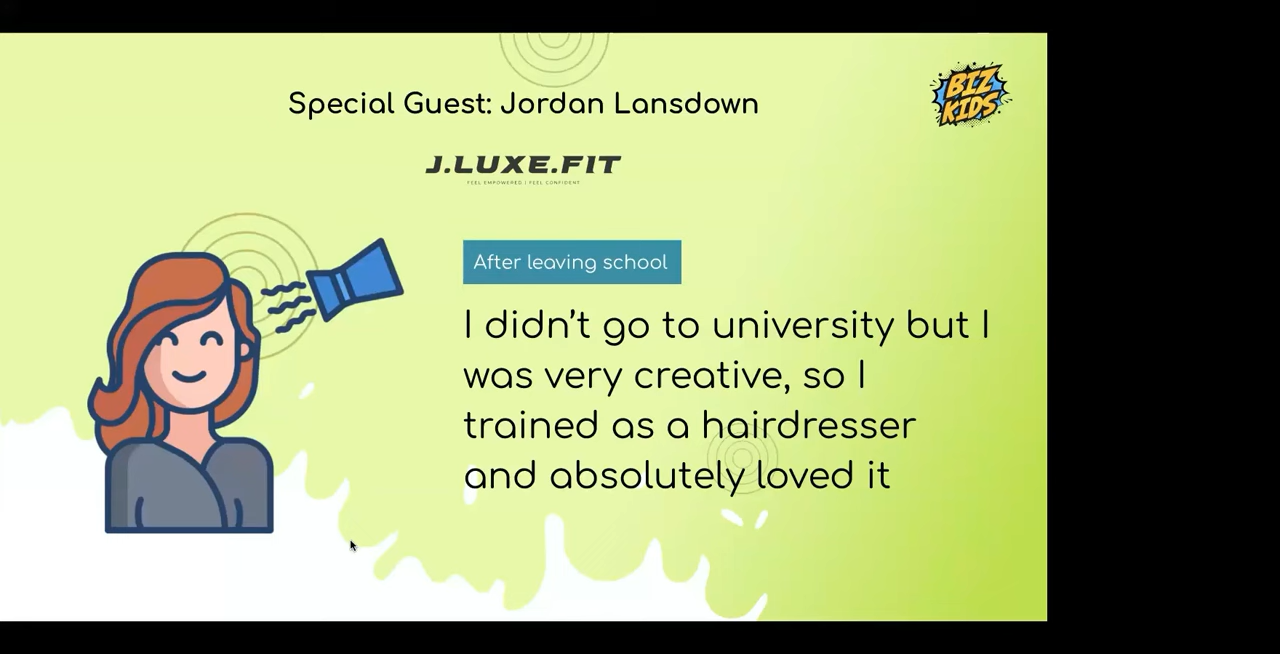 Special Guest: Jordan Lansdown
BIZ
KIDS
J.LUXE.FIT
FEEL EMPOWERED | FEEL CONFIDENT
After leaving school
I didn't go to university but I
was very creative, so I
trained as a hairdresser
and absolutely loved it